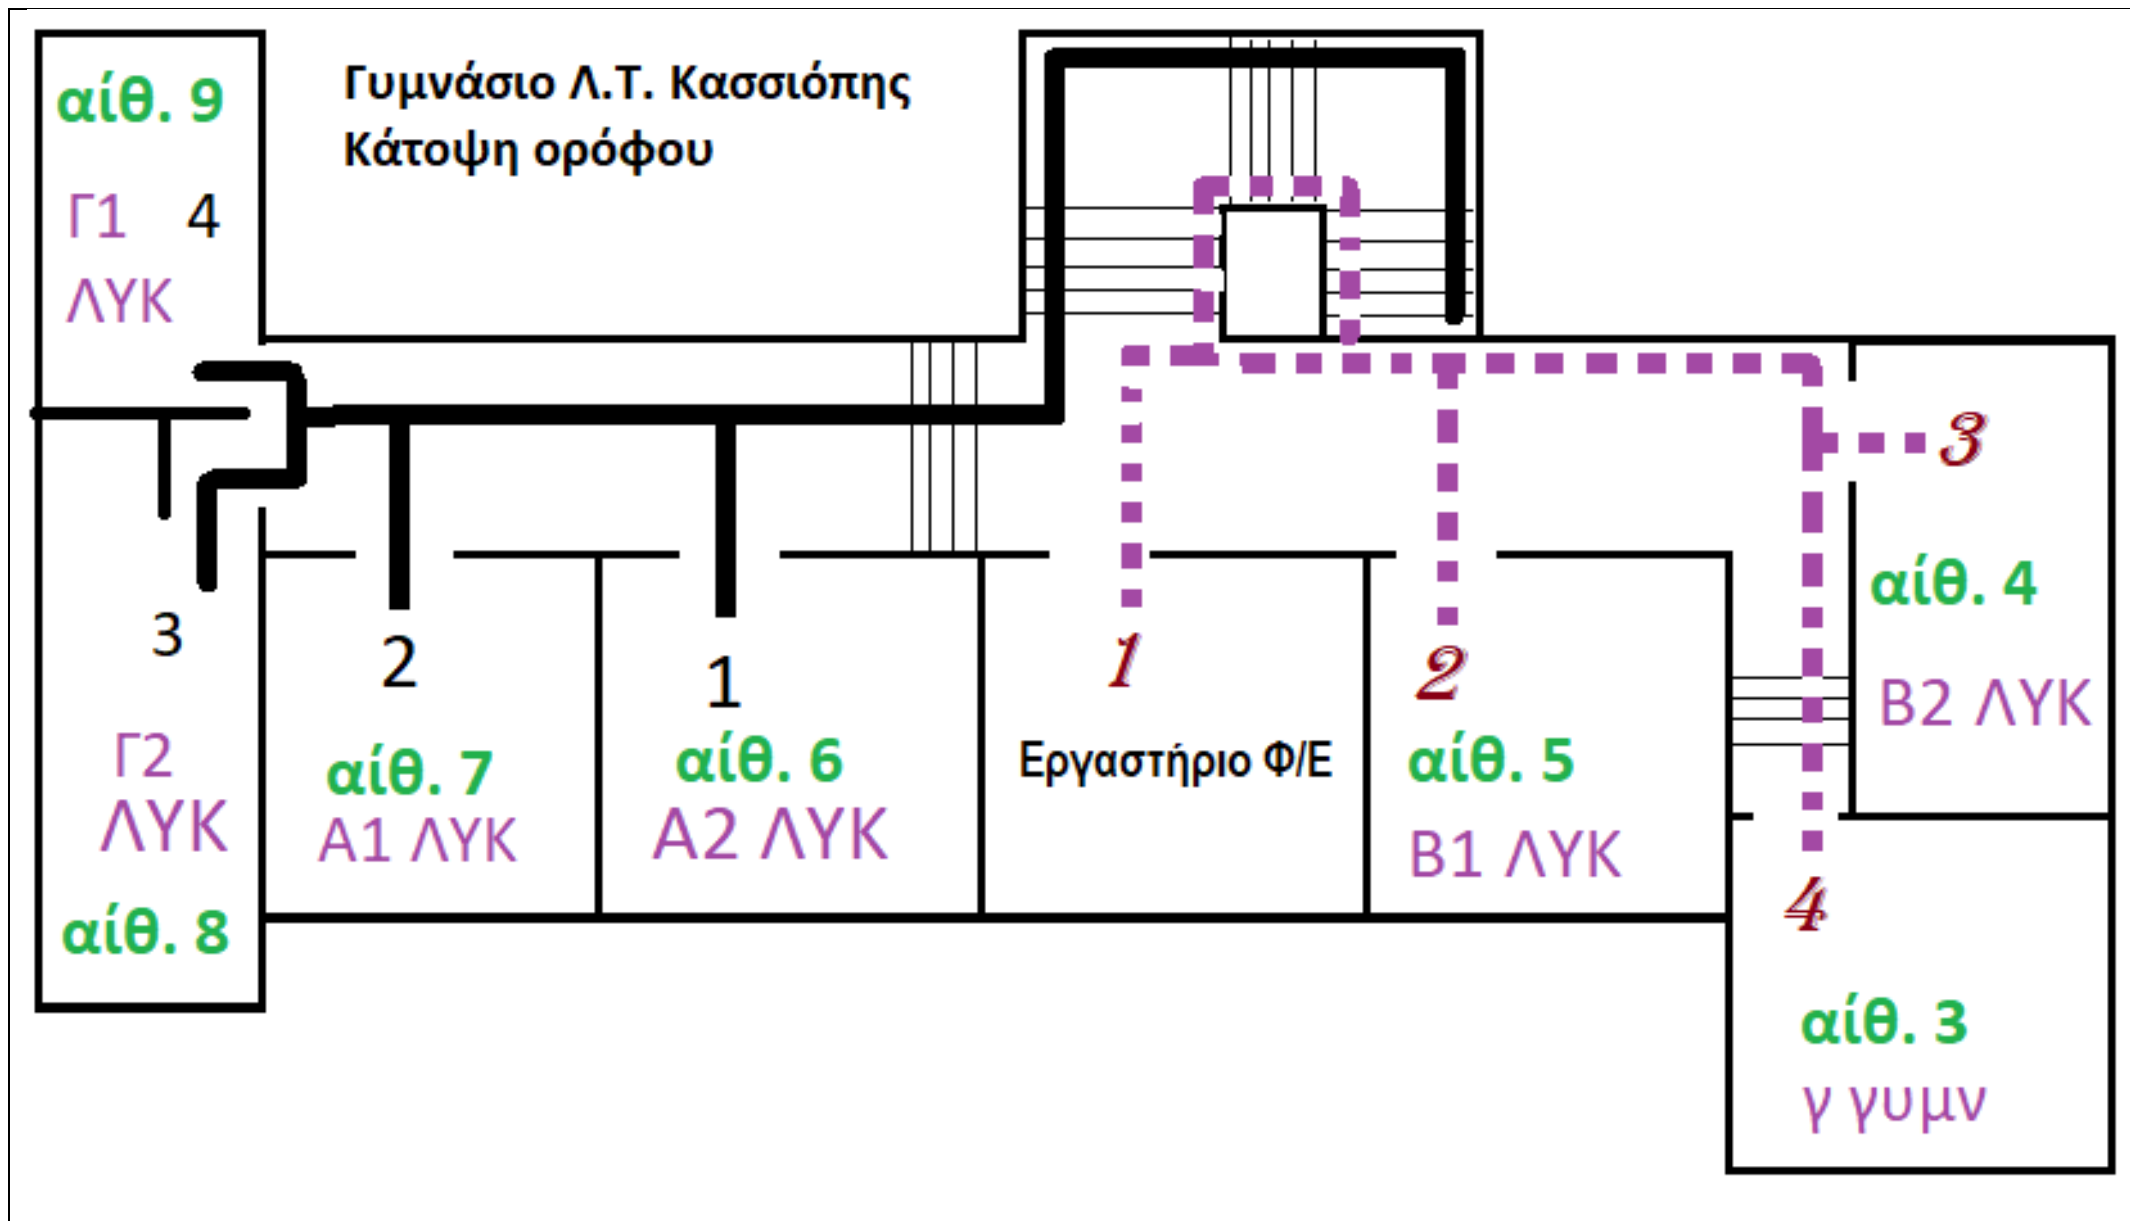 Γυμνάσιο Λ.Τ. Κασσιόπης
Κάτοψη ορόφου
αίθ. 9
Γ1 4
ΛΥΚ
3
Γ2
ΛΥΚ
αίθ. 8
2
αίθ. 7
Α1 ΛΥΚ
1
αίθ. 6
Α2 ΛΥΚ
1
Εργαστήριο Φ/Ε
2
αίθ. 5
Β1 ΛΥΚ
3
αίθ. 4
Β2 ΛΥΚ
4
αίθ. 3
γ γυμν